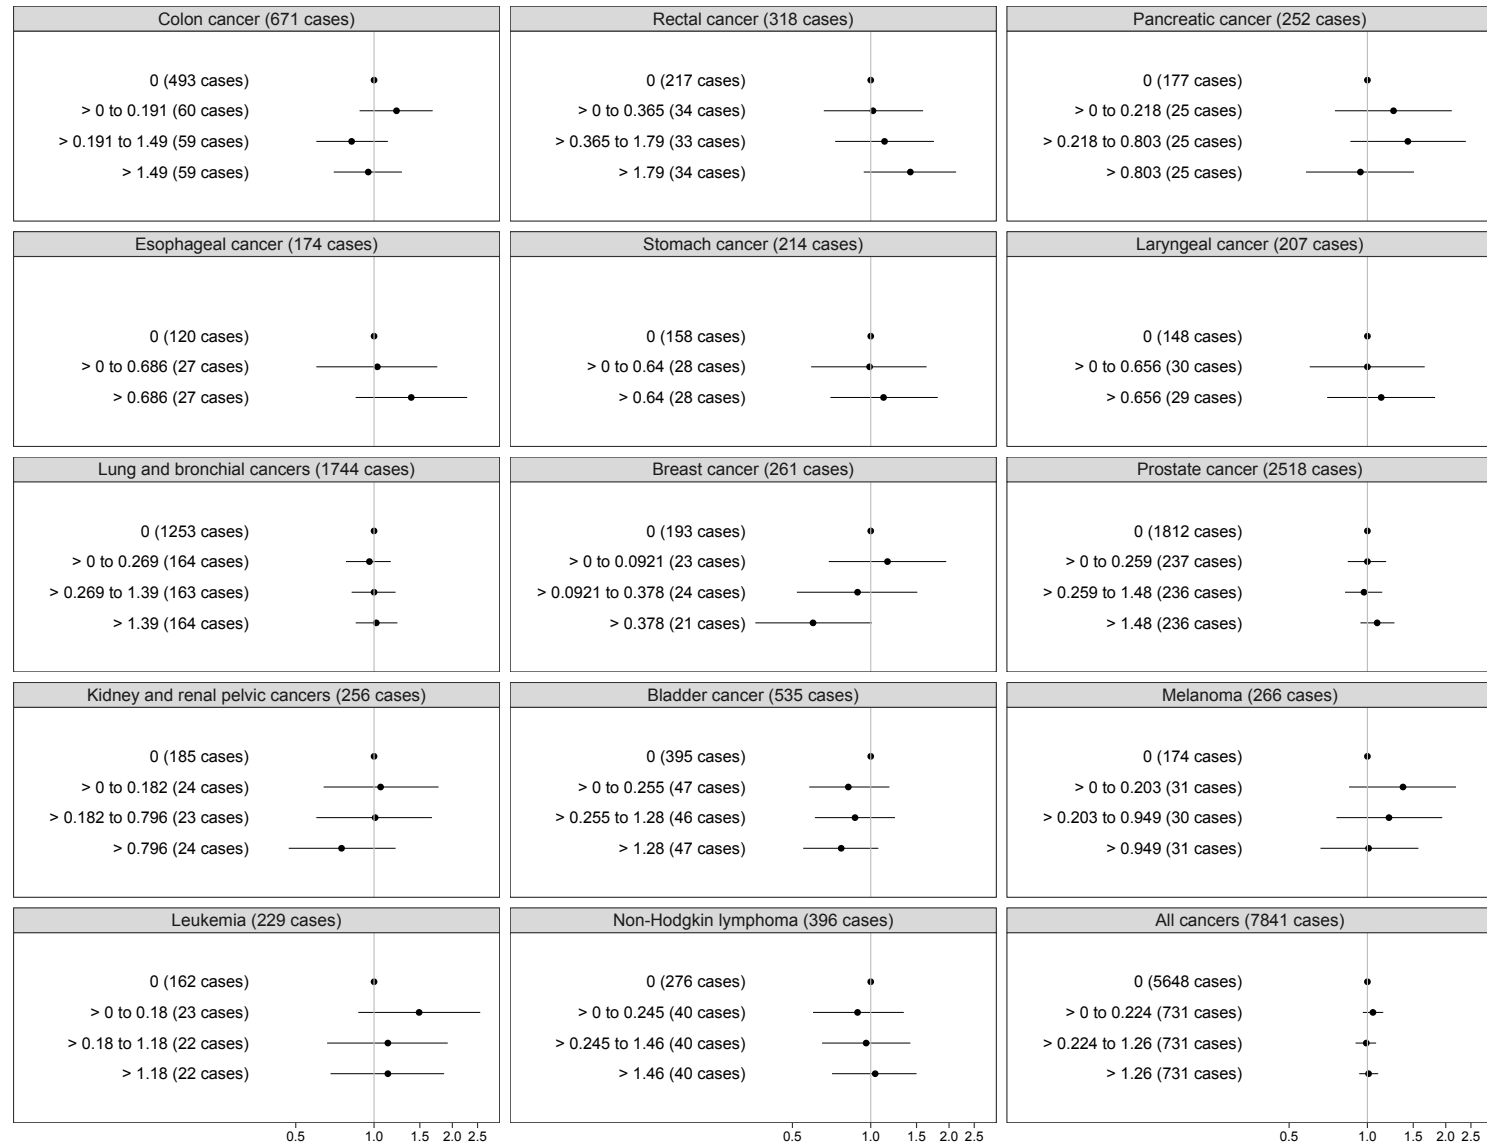 Colon cancer (671 cases)
0 (493 cases)
> 0 to 0.191 (60 cases)
> 0.191 to 1.49 (59 cases)
> 1.49 (59 cases)
Rectal cancer (318 cases)
0 (217 cases)
> 0 to 0.365 (34 cases)
> 0.365 to 1.79 (33 cases)
> 1.79 (34 cases)
Pancreatic cancer (252 cases)
0 (177 cases)
> 0 to 0.218 (25 cases)
> 0.218 to 0.803 (25 cases)
> 0.803 (25 cases)
Esophageal cancer (174 cases)
0 (120 cases)
> 0 to 0.686 (27 cases)
> 0.686 (27 cases)
Stomach cancer (214 cases)
0 (158 cases)
> 0 to 0.64 (28 cases)
> 0.64 (28 cases)
Laryngeal cancer (207 cases)
0 (148 cases)
> 0 to 0.656 (30 cases)
> 0.656 (29 cases)
Lung and bronchial cancers (1744 cases)
0 (1253 cases)
> 0 to 0.269 (164 cases)
> 0.269 to 1.39 (163 cases)
> 1.39 (164 cases)
Breast cancer (261 cases)
0 (193 cases)
> 0 to 0.0921 (23 cases)
> 0.0921 to 0.378 (24 cases)
> 0.378 (21 cases)
Prostate cancer (2518 cases)
0 (1812 cases)
> 0 to 0.259 (237 cases)
> 0.259 to 1.48 (236 cases)
> 1.48 (236 cases)
Kidney and renal pelvic cancers (256 cases)
0 (185 cases)
> 0 to 0.182 (24 cases)
> 0.182 to 0.796 (23 cases)
> 0.796 (24 cases)
Bladder cancer (535 cases)
0 (395 cases)
> 0 to 0.255 (47 cases)
> 0.255 to 1.28 (46 cases)
> 1.28 (47 cases)
Melanoma (266 cases)
0 (174 cases)
> 0 to 0.203 (31 cases)
> 0.203 to 0.949 (30 cases)
> 0.949 (31 cases)
Leukemia (229 cases)
0 (162 cases)
> 0 to 0.18 (23 cases)
> 0.18 to 1.18 (22 cases)
> 1.18 (22 cases)
0.5 1.0 1.5 2.0 2.5
Non-Hodgkin lymphoma (396 cases)
0 (276 cases)
> 0 to 0.245 (40 cases)
> 0.245 to 1.46 (40 cases)
> 1.46 (40 cases)
0.5 1.0 1.5 2.0 2.5
All cancers (7841 cases)
0 (5648 cases)
> 0 to 0.224 (731 cases)
> 0.224 to 1.26 (731 cases)
> 1.26 (731 cases)
0.5 1.0 1.5 2.0 2.5